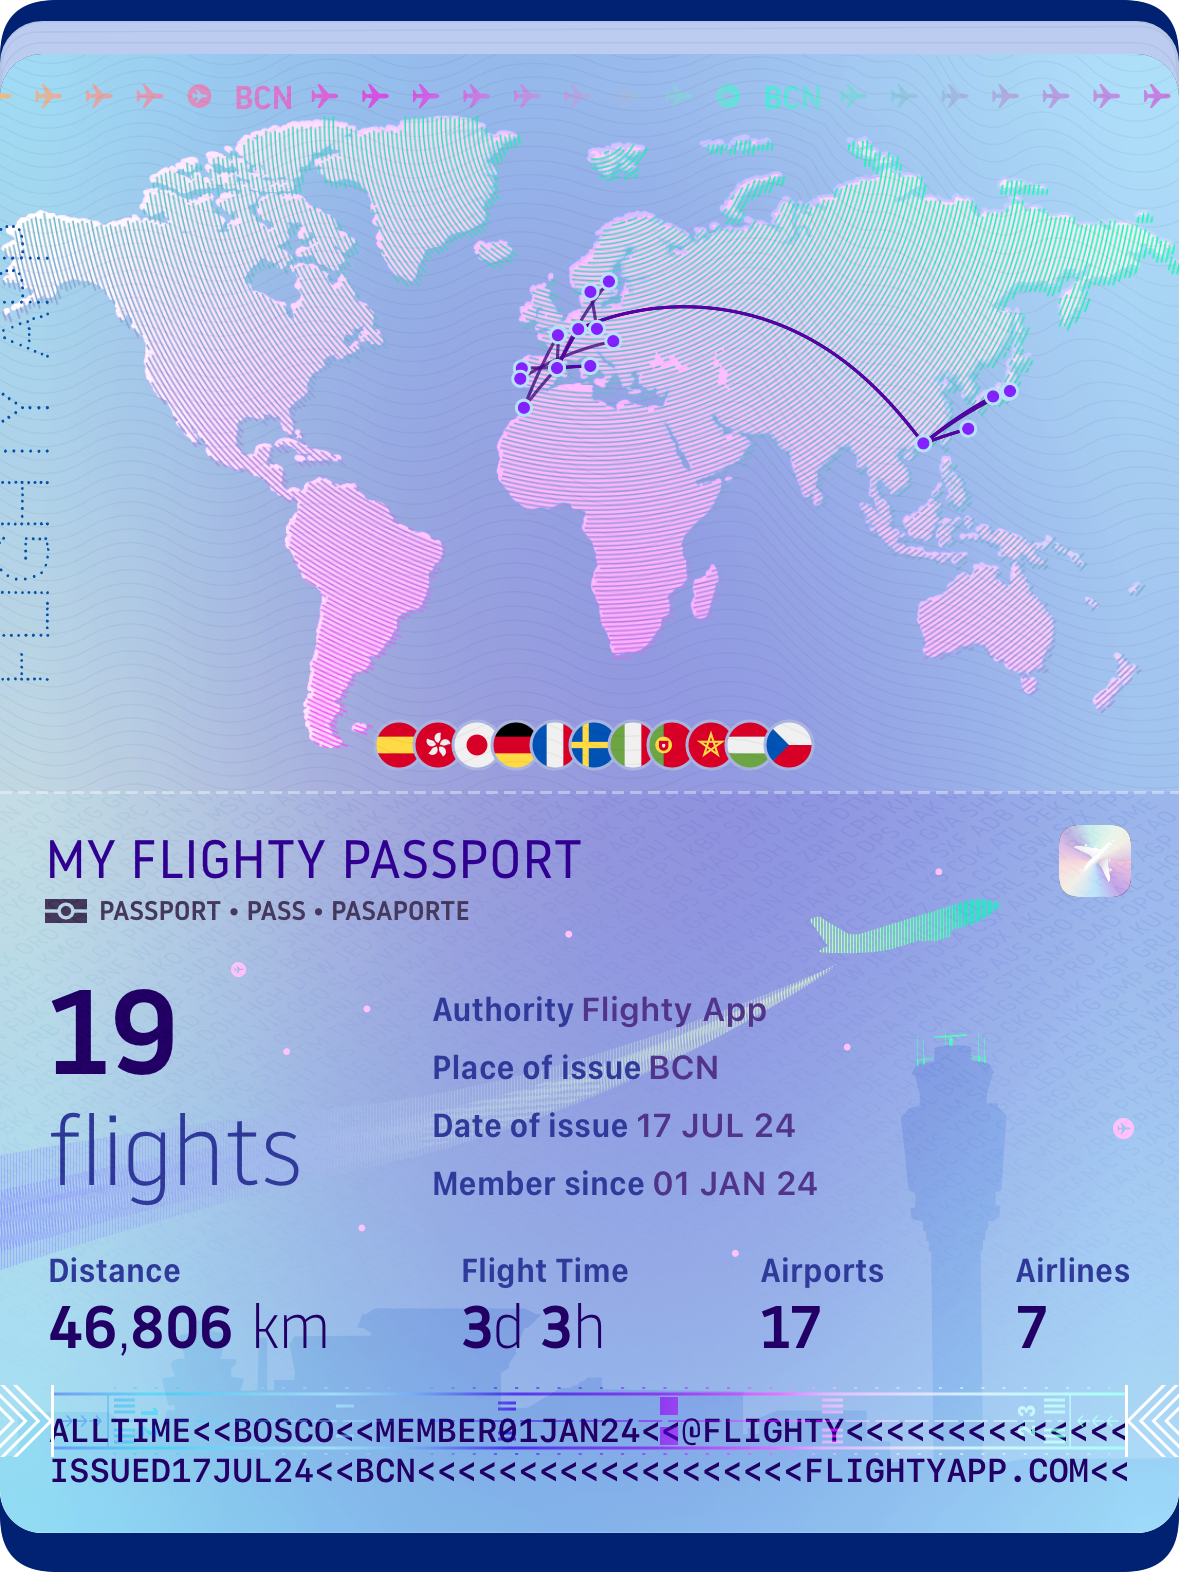 BCN BCN
FLIGHTY APP
MY FLIGHTY PASSPORT
PASSPORT • PASS • PASAPORTE
19
flights
Authority Flighty App
Place of issue BCN
Date of issue 17 JUL 24
Member since 01 JAN 24
Distance
46,806 km
Flight Time
3d 3h
Airports
17
Airlines
7
ALLTIME<<BOSCO<<MEMBER01JAN24<<@FLIGHTY<<<<<<<<<<<<<<
ISSUED17JUL24<<BCN<<<<<<<<<<<<<<<<<<<FLIGHTYAPP.COM<<